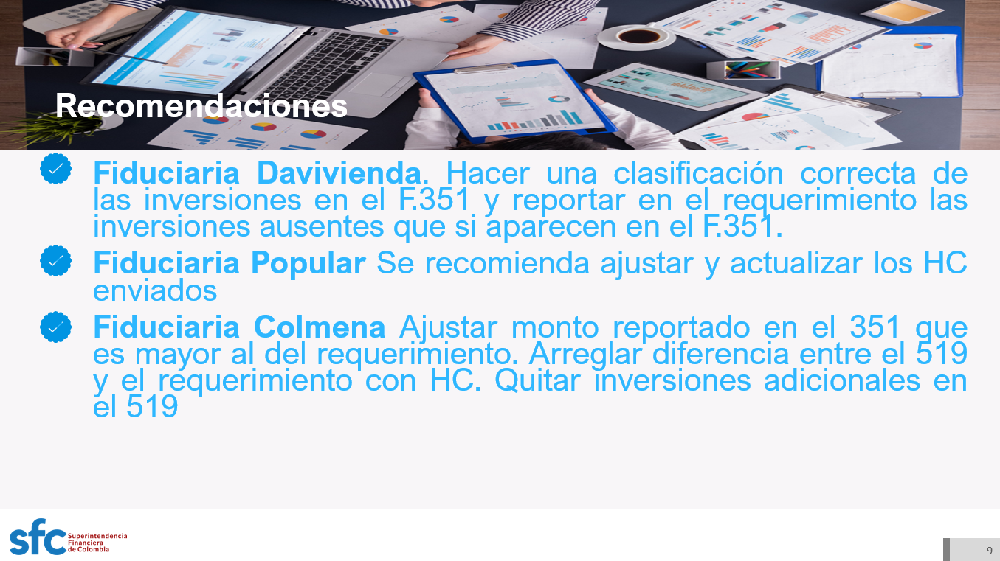 Recomendaciones
Fiduciaria Davivienda. Hacer una clasificación correcta de
las inversiones en el F.351 y reportar en el requerimiento las
inversiones ausentes que si aparecen en el F.351.
Fiduciaria Popular Se recomienda ajustar y actualizar los HC
enviados
Fiduciaria Colmena Ajustar monto reportado en el 351 que
es mayor al del requerimiento. Arreglar diferencia entre el 519
y el requerimiento con HC. Quitar inversiones adicionales en
el 519
sfc
Superintendencia
Financiera
de Colombia
9